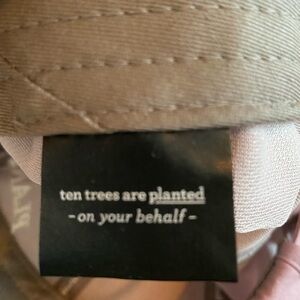 ten trees are planted
- on your behalf -